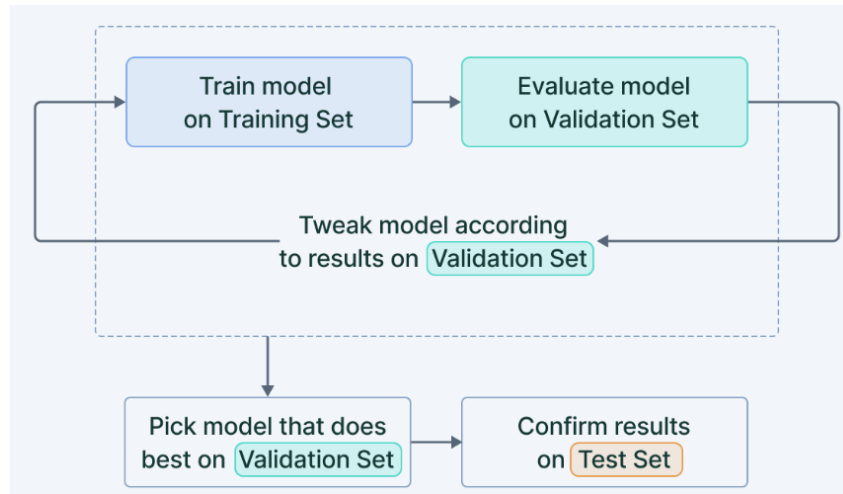 Train model
on Training Set
Evaluate model
on Validation Set
Tweak model according
to results on Validation Set
Pick model that does
best on Validation Set
Confirm results
on Test Set